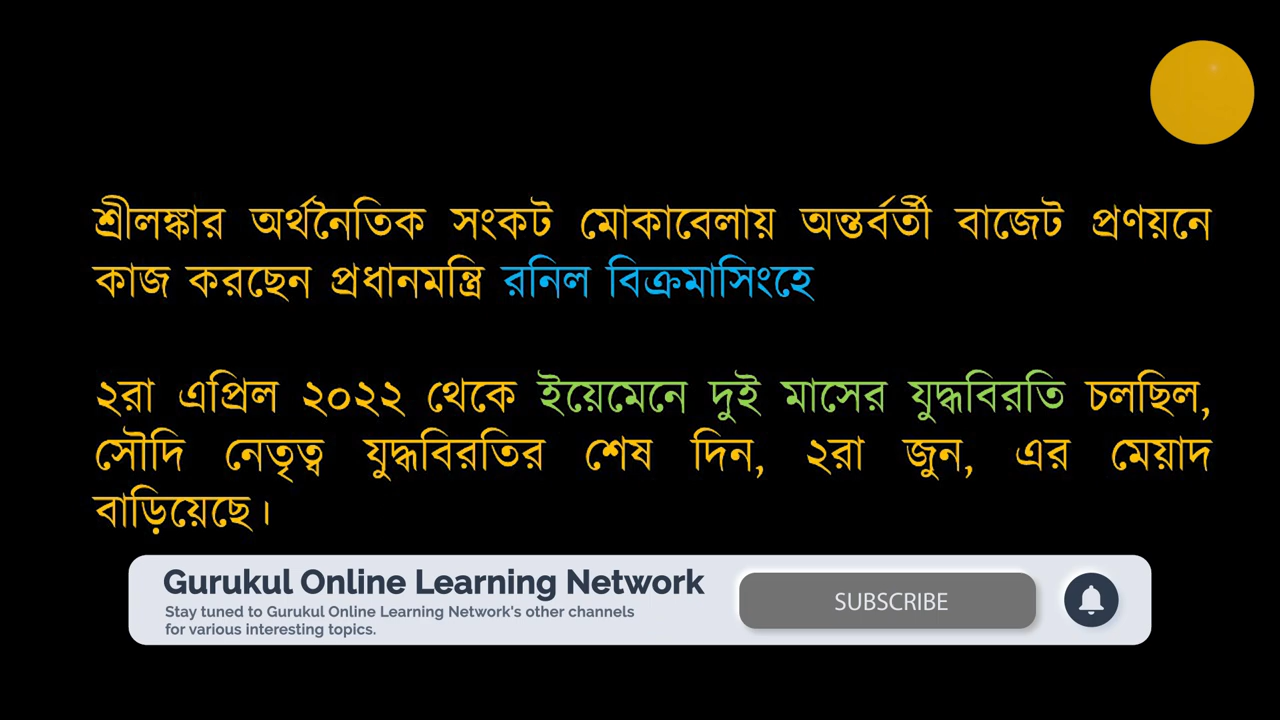 শ্রীলঙ্কার অর্থনৈতিক সংকট মোকাবেলায় অন্তর্বর্তী বাজেট প্রণয়নে
কাজ করছেন প্রধানমন্ত্রি রনিল বিক্রমাসিংহে
২রা এপ্রিল ২০২২ থেকে ইয়েমেনে দুই মাসের যুদ্ধবিরতি চলছিল,
সৌদি নেতৃত্ব যুদ্ধবিরতির শেষ দিন, ২রা জুন, এর মেয়াদ
বাড়িয়েছে।
Gurukul Online Learning Network
Stay tuned to Gurukul Online Learning Network's other channels
for various interesting topics.
SUBSCRIBE